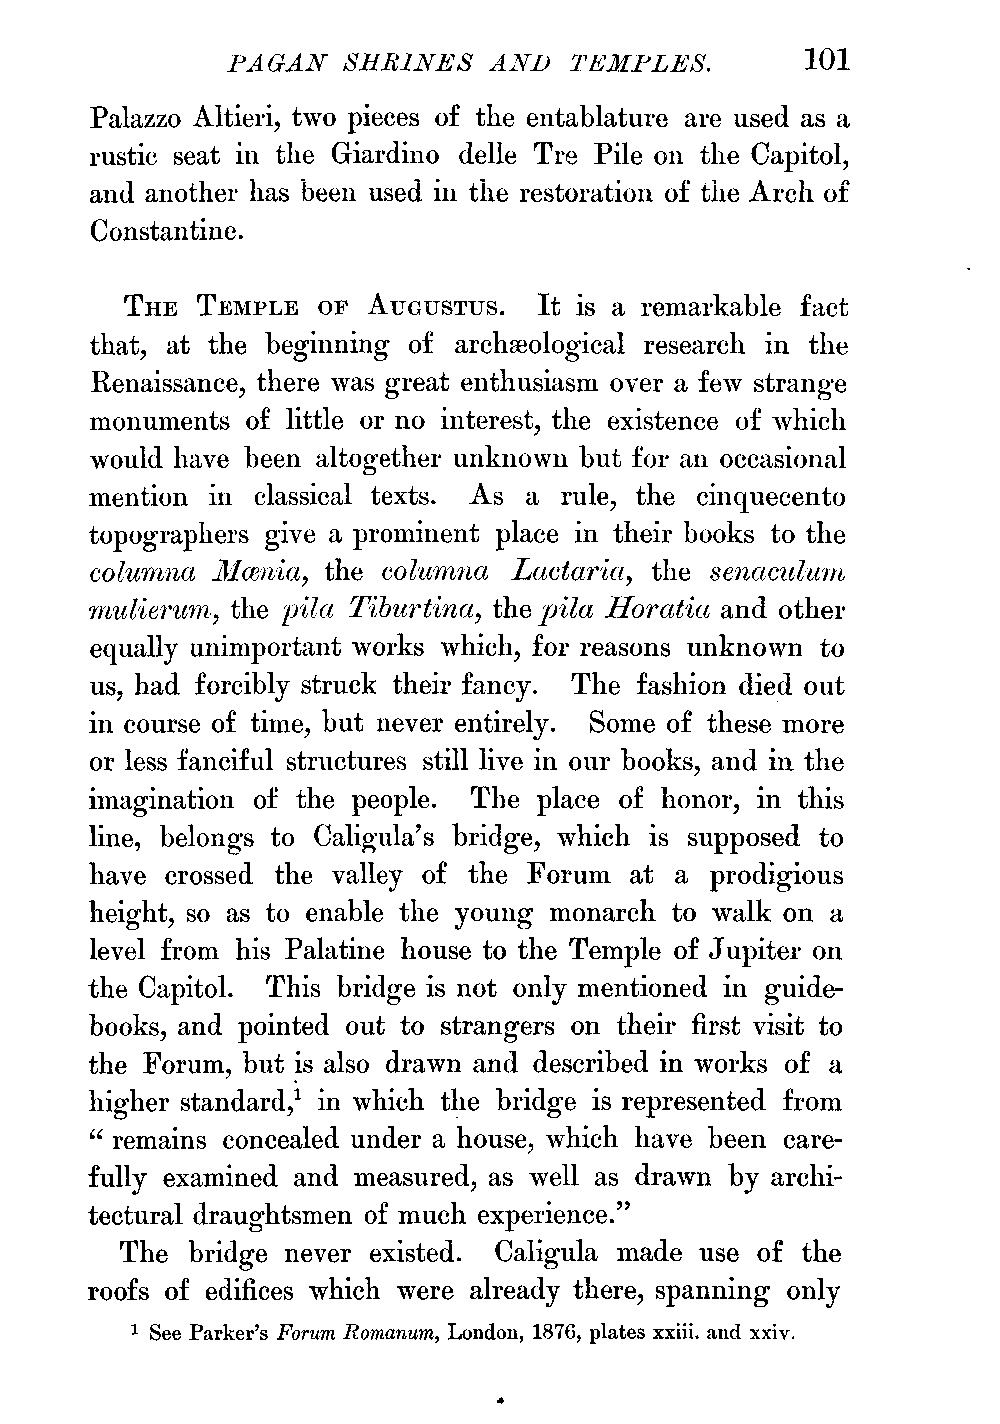 PAGAN SHRINES AND TEMPLES. 101
Palazzo Altieri, two pieces of the entablature are used as a
rustic seat in the Giardino delle Tre Pile on the Capitol,
and another has been used in the restoration of the Arch of
Constantine.
THE TEMPLE OF AUGUSTUS. It is a remarkable fact
that, at the beginning of archæological research in the
Renaissance, there was great enthusiasm over a few strange
monuments of little or no interest, the existence of which
would have been altogether unknown but for an occasional
mention in classical texts. As a rule, the cinquecento
topographers give a prominent place in their books to the
columna Mœnia, the columna Lactaria, the senaculum
mulierum, the pila Tiburtina, the pila Horatia and other
equally unimportant works which, for reasons unknown to
us, had forcibly struck their fancy. The fashion died out
in course of time, but never entirely. Some of these more
or less fanciful structures still live in our books, and in the
imagination of the people. The place of honor, in this
line, belongs to Caligula's bridge, which is supposed to
have crossed the valley of the Forum at a prodigious
height, so as to enable the young monarch to walk on a
level from his Palatine house to the Temple of Jupiter on
the Capitol. This bridge is not only mentioned in guide-
books, and pointed out to strangers on their first visit to
the Forum, but is also drawn and described in works of a
higher standard,¹ in which the bridge is represented from
“ remains concealed under a house, which have been care-
fully examined and measured, as well as drawn by archi-
tectural draughtsmen of much experience.”
The bridge never existed. Caligula made use of the
roofs of edifices which were already there, spanning only
¹ See Parker's Forum Romanum, London, 1876, plates xxiii. and xxiv.